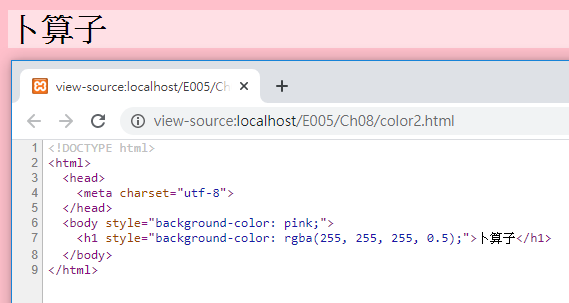 卜算子
view-source:localhost/E005/Ch
view-source:localhost/E005/Ch08/color2.html
1 <!DOCTYPE html>
2 <html>
3   <head>
4     <meta charset="utf-8">
5   </head>
6   <body style="background-color: pink;">
7     <h1 style="background-color: rgba(255, 255, 255, 0.5);">卜算子</h1>
8   </body>
9 </html>